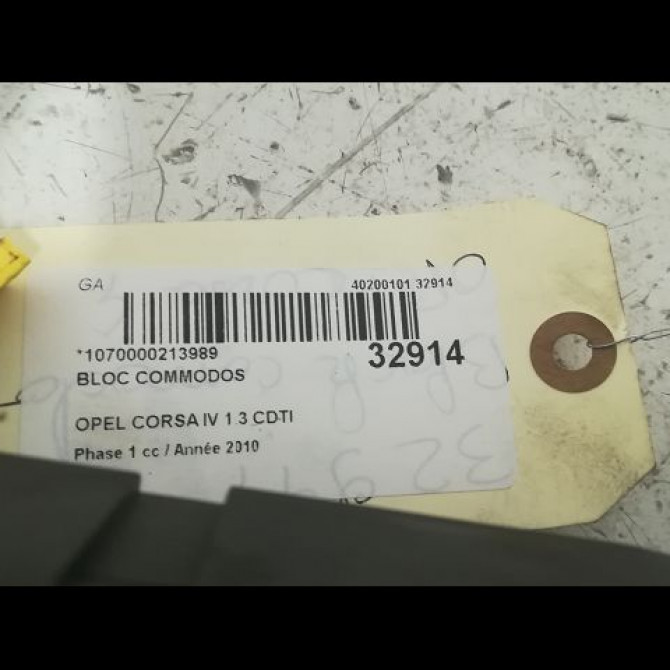 GA
40200101 32914
*1070000213989
32914
BLOC COMMODOS
OPEL CORSA IV 1 3 CDTI
Phase 1 cc / Année 2010